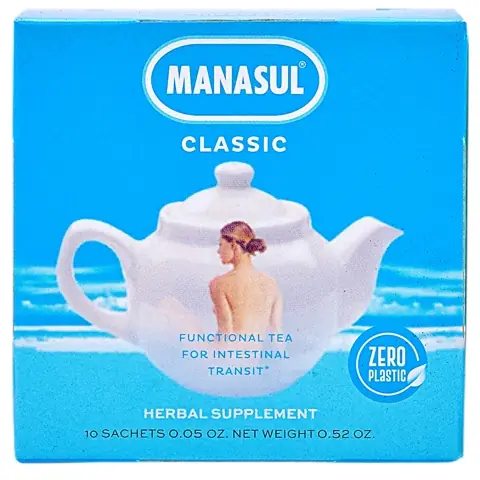 MANASUL®
CLASSIC
FUNCTIONAL TEA
FOR INTESTINAL
TRANSIT*
ZERO
PLASTIC
HERBAL SUPPLEMENT
10 SACHETS 0.05 OZ. NET WEIGHT 0.52 OZ.